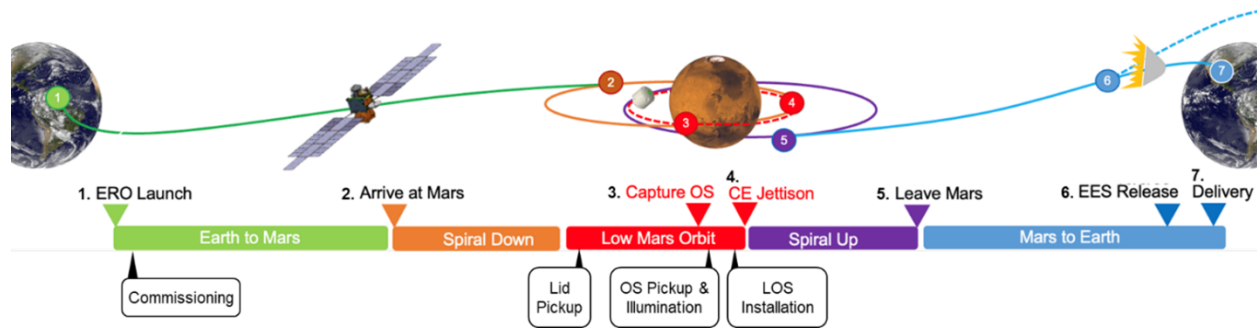 1
2
3
4
5
6
7
1. ERO Launch
2. Arrive at Mars
3. Capture OS
4.
CE Jettison
5. Leave Mars
6. EES Release
7.
Delivery
Earth to Mars
Spiral Down
Low Mars Orbit
Spiral Up
Mars to Earth
Commissioning
Lid
Pickup
OS Pickup &
Illumination
LOS
Installation